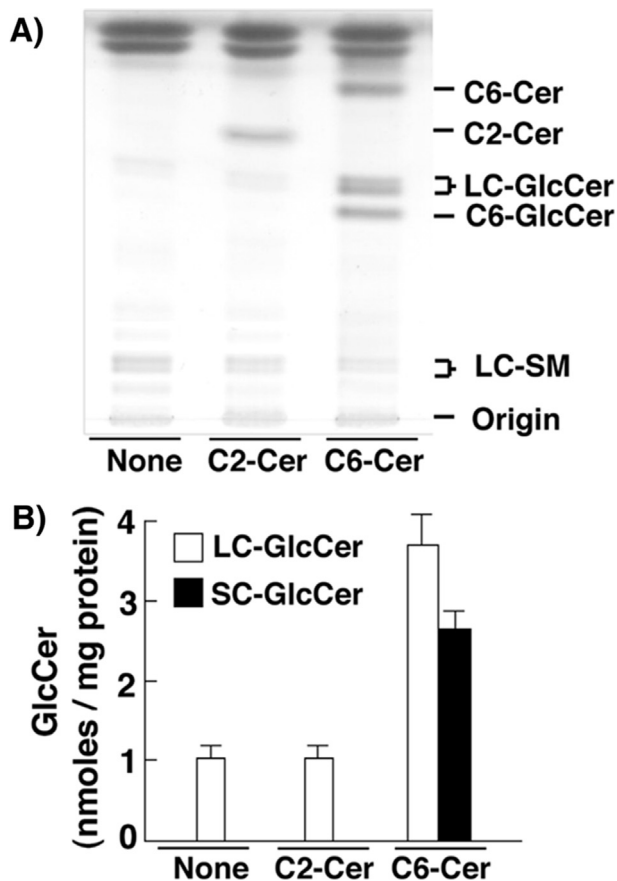 A)
C6-Cer
C2-Cer
LC-GlcCer
C6-GlcCer
LC-SM
Origin
None C2-Cer C6-Cer
B)
GlcCer
(nmoles / mg protein)
4
3
2
1
0
LC-GlcCer
SC-GlcCer
None C2-Cer C6-Cer